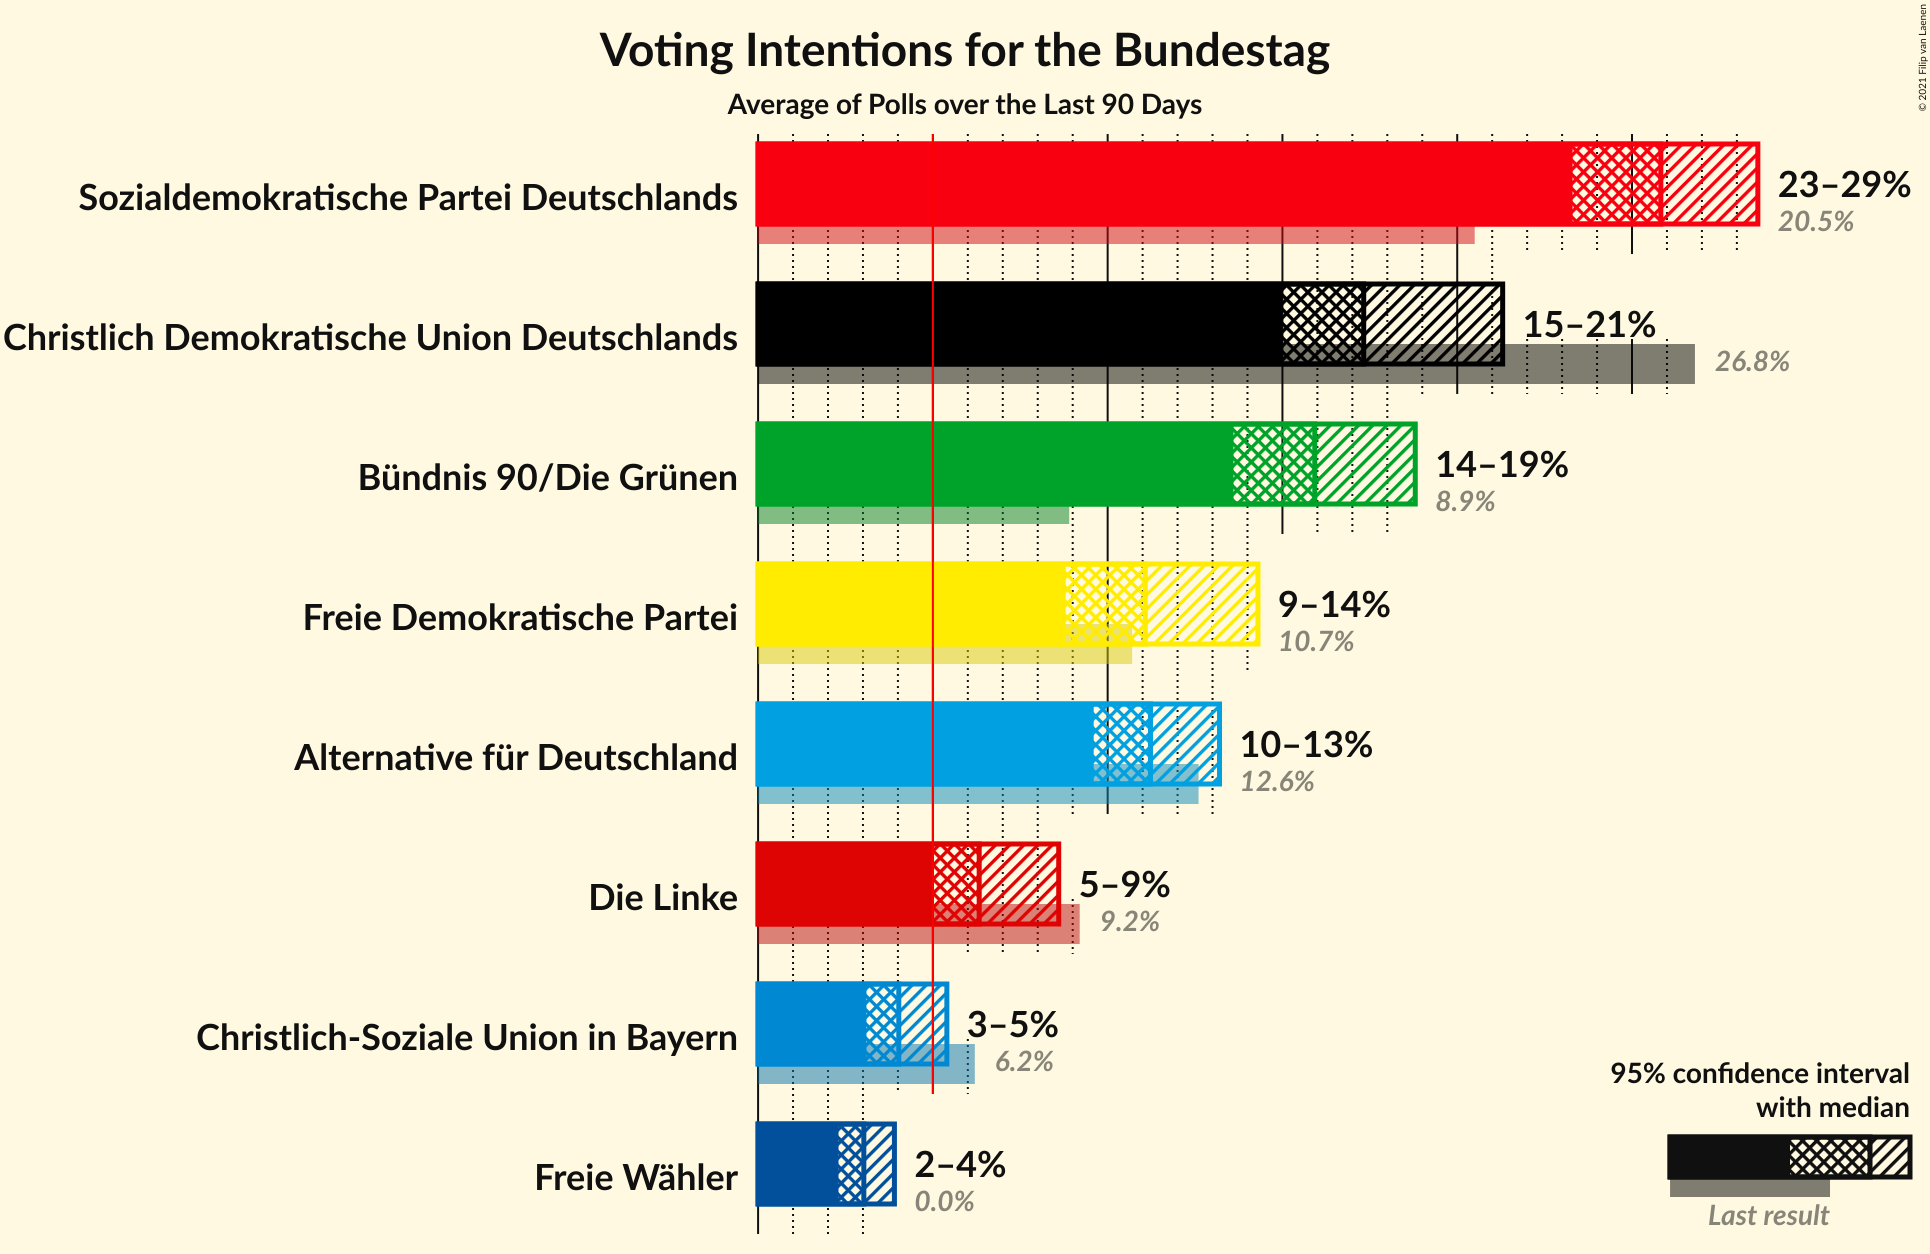 Voting Intentions for the Bundestag
Average of Polls over the Last 90 Days
© 2021 Filip van Laenen
Sozialdemokratische Partei Deutschlands
23–29%
20.5%
Christlich Demokratische Union Deutschlands
15–21%
26.8%
Bündnis 90/Die Grünen
14–19%
8.9%
Freie Demokratische Partei
9–14%
10.7%
Alternative für Deutschland
10–13%
12.6%
Die Linke
5–9%
9.2%
Christlich-Soziale Union in Bayern
3–5%
6.2%
Freie Wähler
2–4%
0.0%
95% confidence interval
with median
Last result